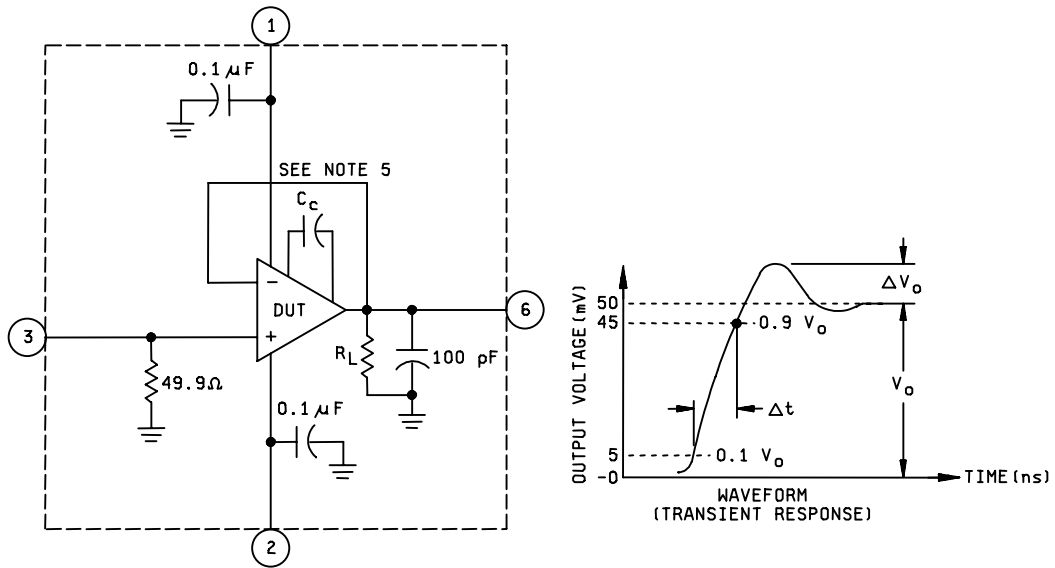 1
0.1 μF
SEE NOTE 5
Cc
−
DUT
+
3
6
RL
100 pF
49.9Ω
0.1 μF
2
OUTPUT VOLTAGE(mV)
50
45
5
-0
0.9 Vo
ΔVo
Vo
Δt
0.1 Vo
TIME(ns)
WAVEFORM
(TRANSIENT RESPONSE)